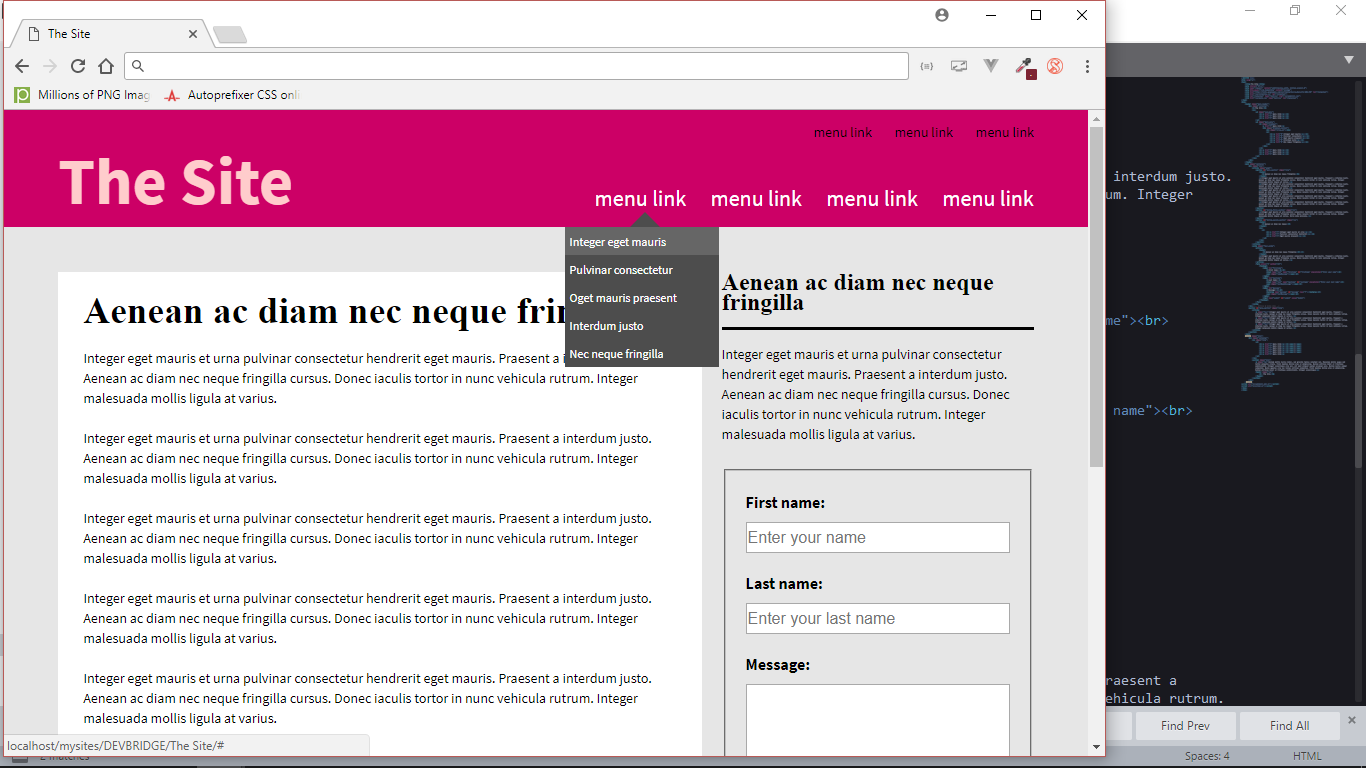 The Site
Millions of PNG Imag
Autoprefixer CSS onli
menu link menu link menu link
The Site
menu link menu link menu link menu link
Integer eget mauris
Pulvinar consectetur
Oget mauris praesent
Interdum justo
Nec neque fringilla
Aenean ac diam nec neque fri
Integer eget mauris et urna pulvinar consectetur hendrerit eget mauris. Praesent a i
Aenean ac diam nec neque fringilla cursus. Donec iaculis tortor in nunc vehicula rutrum. Integer
malesuada mollis ligula at varius.
Integer eget mauris et urna pulvinar consectetur hendrerit eget mauris. Praesent a interdum justo.
Aenean ac diam nec neque fringilla cursus. Donec iaculis tortor in nunc vehicula rutrum. Integer
malesuada mollis ligula at varius.
Integer eget mauris et urna pulvinar consectetur hendrerit eget mauris. Praesent a interdum justo.
Aenean ac diam nec neque fringilla cursus. Donec iaculis tortor in nunc vehicula rutrum. Integer
malesuada mollis ligula at varius.
Integer eget mauris et urna pulvinar consectetur hendrerit eget mauris. Praesent a interdum justo.
Aenean ac diam nec neque fringilla cursus. Donec iaculis tortor in nunc vehicula rutrum. Integer
malesuada mollis ligula at varius.
Integer eget mauris et urna pulvinar consectetur hendrerit eget mauris. Praesent a interdum justo.
Aenean ac diam nec neque fringilla cursus. Donec iaculis tortor in nunc vehicula rutrum. Integer
malesuada mollis ligula at varius.
Aenean ac diam nec neque
fringilla
Integer eget mauris et urna pulvinar consectetur
hendrerit eget mauris. Praesent a interdum justo.
Aenean ac diam nec neque fringilla cursus. Donec
iaculis tortor in nunc vehicula rutrum. Integer
malesuada mollis ligula at varius.
First name:
Enter your name
Last name:
Enter your last name
Message:
localhost/mysites/DEVBRIDGE/The Site/#
interdum justo.
um. Integer
me"><br>
name"><br>
raesent a
ehicula rutrum.
Find Prev
Find All
2 matches
Spaces: 4
HTML